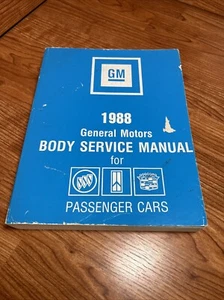 GM
1988
General Motors
BODY SERVICE MANUAL
for
PASSENGER CARS